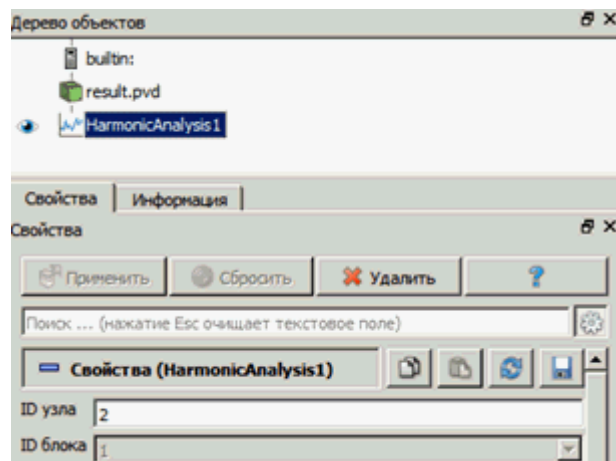 Дерево объектов
builtin:
result.pvd
HarmonicAnalysis1
Свойства Информация
Свойства
Применить Сбросить Удалить ?
Поиск ... (нажатие Esc очищает текстовое поле)
Свойства (HarmonicAnalysis1)
ID узла 2
ID блока 1